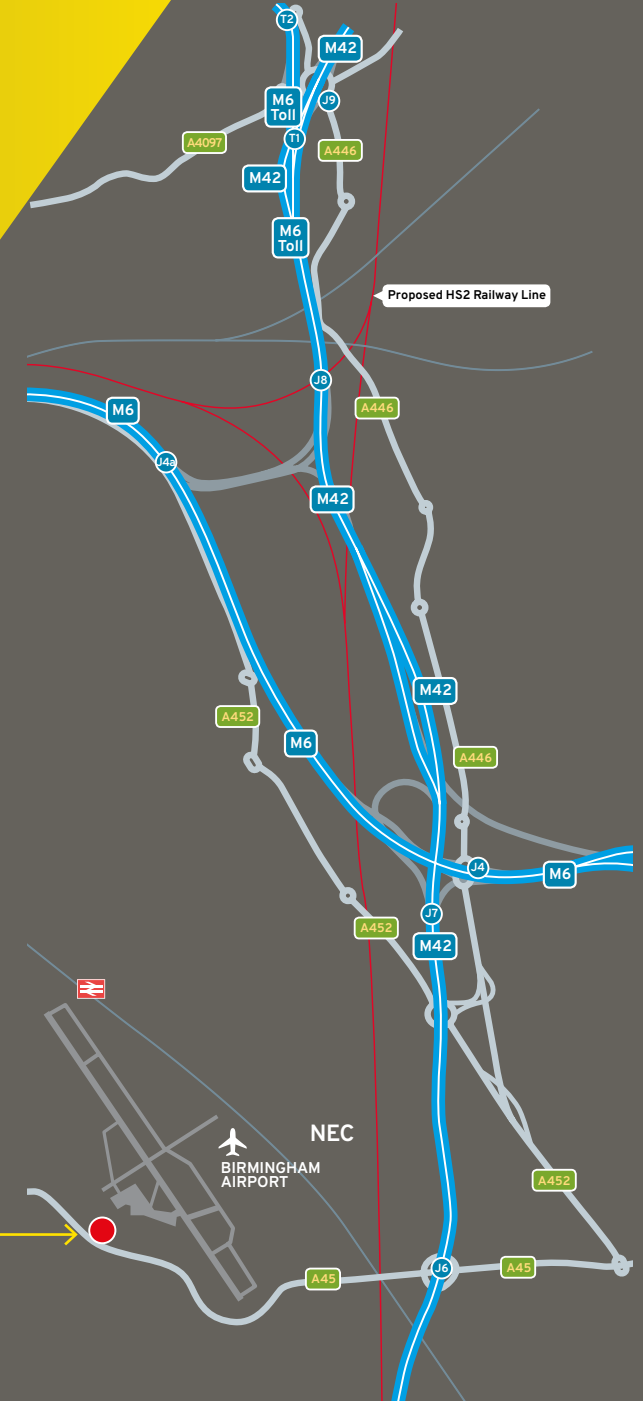 T2
M42
M6
Toll
J9
A4097
T1
A446
M42
M6
Toll
Proposed HS2 Railway Line
J8
M6
A446
J4a
M42
M42
A452
M6
A446
J4
M6
J7
A452
M42
NEC
BIRMINGHAM
AIRPORT
A452
J6
A45
A45